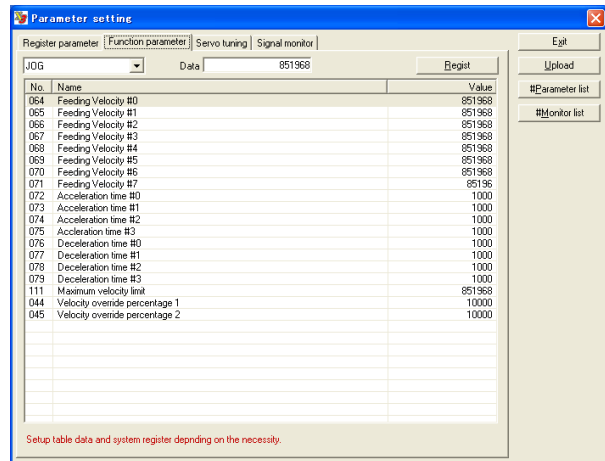 Parameter setting
Register parameter Function parameter Servo tuning Signal monitor Exit
JOG Data 851968 Regist Upload
No. Name Value #Parameter list
064 Feeding Velocity #0 851968
065 Feeding Velocity #1 851968 #Monitor list
066 Feeding Velocity #2 851968
067 Feeding Velocity #3 851968
068 Feeding Velocity #4 851968
069 Feeding Velocity #5 851968
070 Feeding Velocity #6 851968
071 Feeding Velocity #7 85196
072 Acceleration time #0 1000
073 Acceleration time #1 1000
074 Acceleration time #2 1000
075 Accleration time #3 1000
076 Deceleration time #0 1000
077 Deceleration time #1 1000
078 Deceleration time #2 1000
079 Deceleration time #3 1000
111 Maximum velocity limit 851968
044 Velocity override percentage 1 10000
045 Velocity override percentage 2 10000
Setup table data and system register depnding on the necessity.